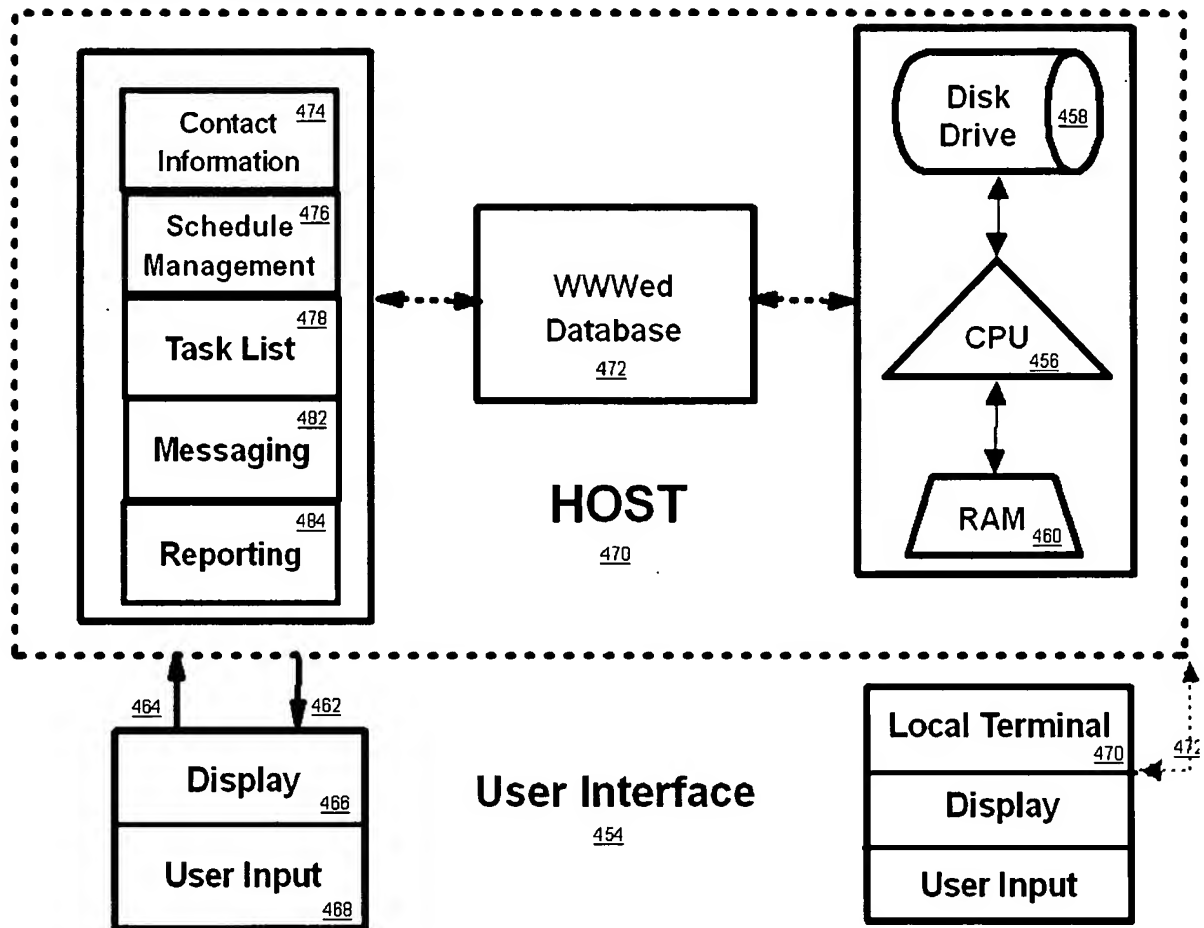 474
Contact
Information
476
Schedule
Management
478
Task List
482
Messaging
484
Reporting
WWWed
Database
472
HOST
470
Disk
Drive
458
CPU
456
RAM
460
464
462
Display
466
User Input
468
User Interface
454
Local Terminal
470
472
Display
User Input